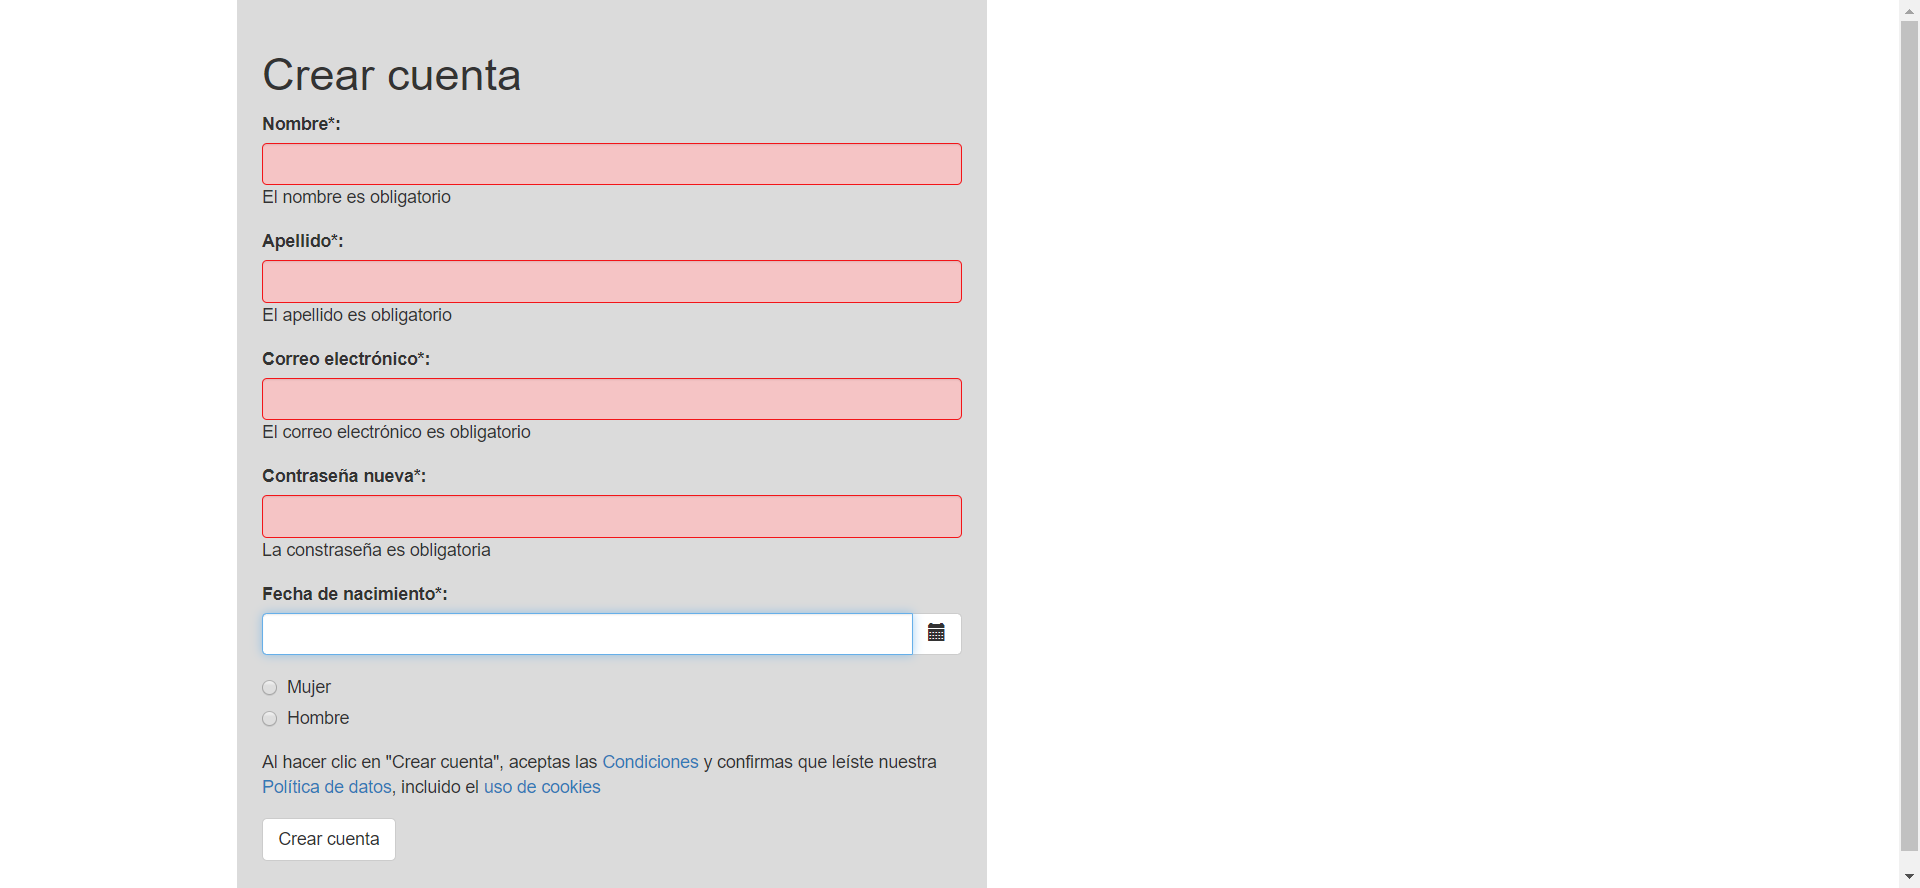 Crear cuenta
Nombre*:
El nombre es obligatorio
Apellido*:
El apellido es obligatorio
Correo electrónico*:
El correo electrónico es obligatorio
Contraseña nueva*:
La constraseña es obligatoria
Fecha de nacimiento*:
Mujer
Hombre
Al hacer clic en "Crear cuenta", aceptas las Condiciones y confirmas que leíste nuestra
Política de datos, incluido el uso de cookies
Crear cuenta